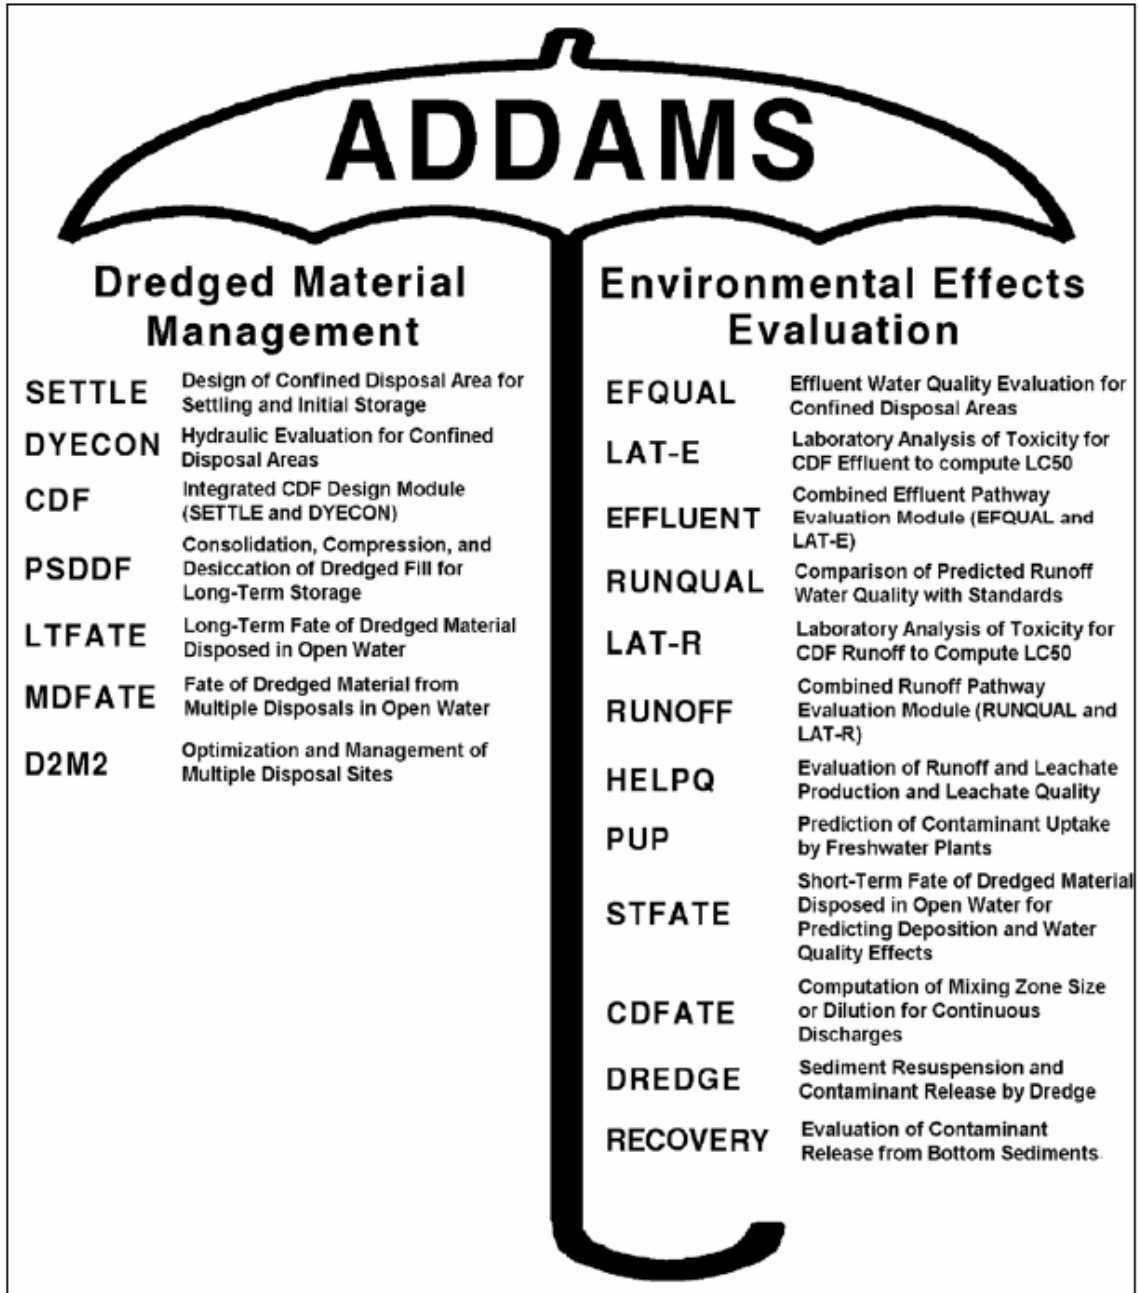 ADDAMS
Dredged Material
Management
SETTLE
Design of Confined Disposal Area for
Settling and Initial Storage
DYECON
Hydraulic Evaluation for Confined
Disposal Areas
CDF
Integrated CDF Design Module
(SETTLE and DYECON)
PSDDF
Consolidation, Compression, and
Desiccation of Dredged Fill for
Long-Term Storage
LTFATE
Long-Term Fate of Dredged Material
Disposed in Open Water
MDFATE
Fate of Dredged Material from
Multiple Disposals in Open Water
D2M2
Optimization and Management of
Multiple Disposal Sites
Environmental Effects
Evaluation
EFQUAL
Effluent Water Quality Evaluation for
Confined Disposal Areas
LAT-E
Laboratory Analysis of Toxicity for
CDF Effluent to compute LC50
EFFLUENT
Combined Effluent Pathway
Evaluation Module (EFQUAL and
LAT-E)
RUNQUAL
Comparison of Predicted Runoff
Water Quality with Standards
LAT-R
Laboratory Analysis of Toxicity for
CDF Runoff to Compute LC50
RUNOFF
Combined Runoff Pathway
Evaluation Module (RUNQUAL and
LAT-R)
HELPQ
Evaluation of Runoff and Leachate
Production and Leachate Quality
PUP
Prediction of Contaminant Uptake
by Freshwater Plants
STFATE
Short-Term Fate of Dredged Material
Disposed in Open Water for
Predicting Deposition and Water
Quality Effects
CDFATE
Computation of Mixing Zone Size
or Dilution for Continuous
Discharges
DREDGE
Sediment Resuspension and
Contaminant Release by Dredge
RECOVERY
Evaluation of Contaminant
Release from Bottom Sediments